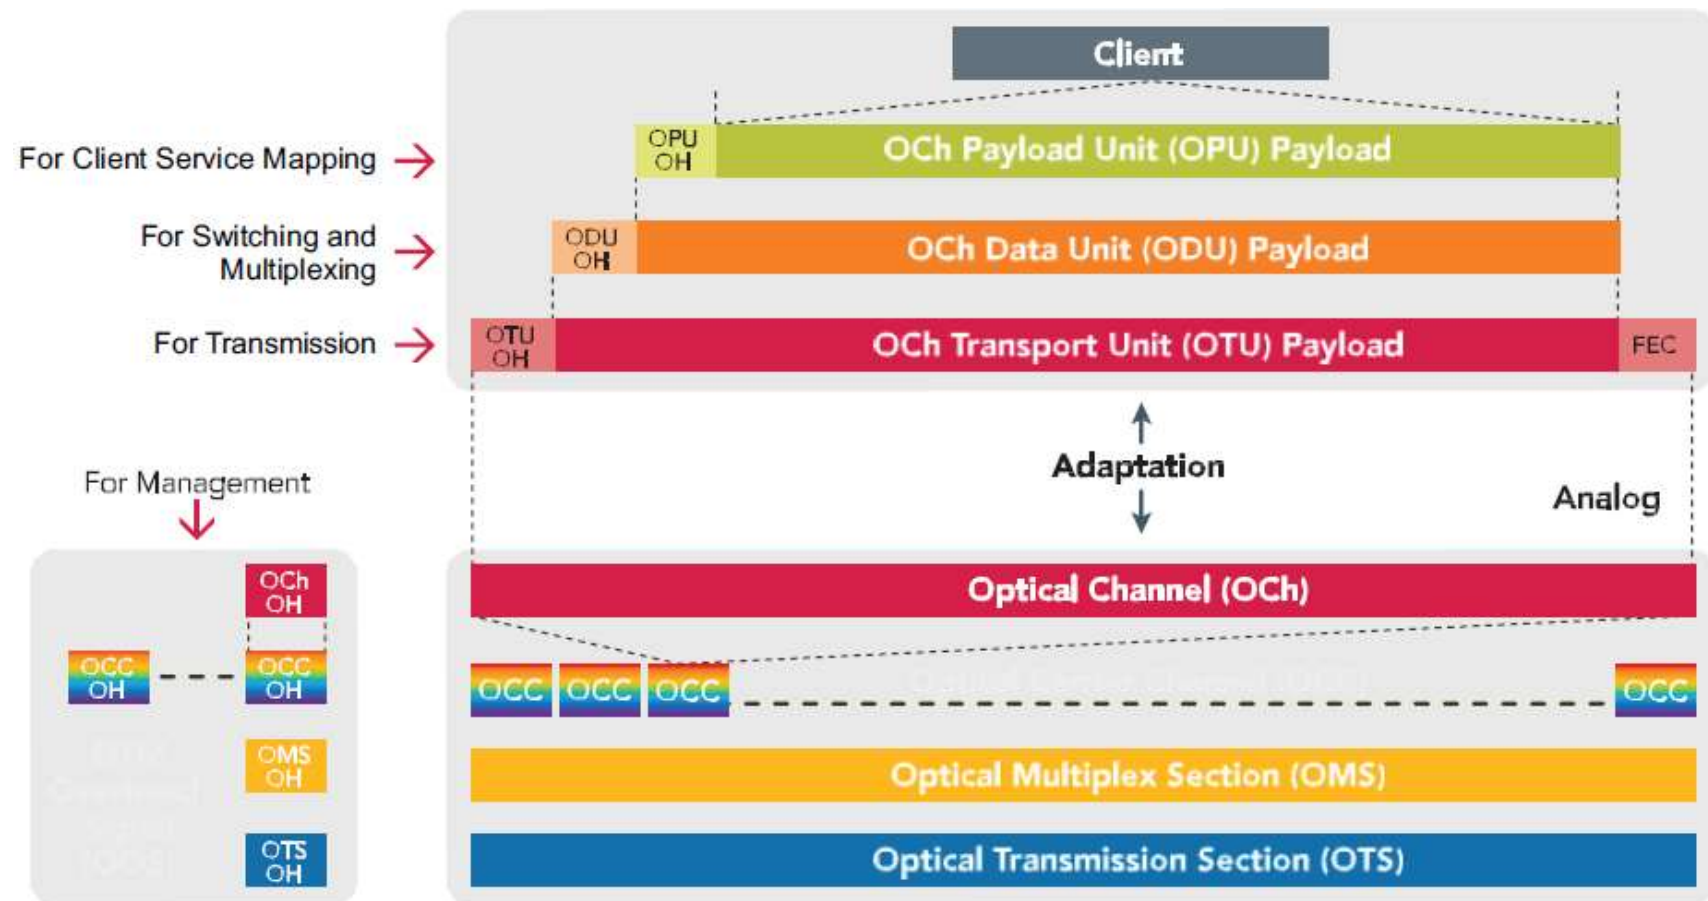 Client
For Client Service Mapping
OPU
OH
OCh Payload Unit (OPU) Payload
For Switching and
Multiplexing
ODU
OH
OCh Data Unit (ODU) Payload
For Transmission
OTU
OH
OCh Transport Unit (OTU) Payload
FEC
Adaptation
Analog
For Management
OCh
OH
Optical Channel (OCh)
OCC
OH
OCC
OH
OCC
OCC
OCC
OCC
OMS
OH
Optical Multiplex Section (OMS)
OTS
OH
Optical Transmission Section (OTS)